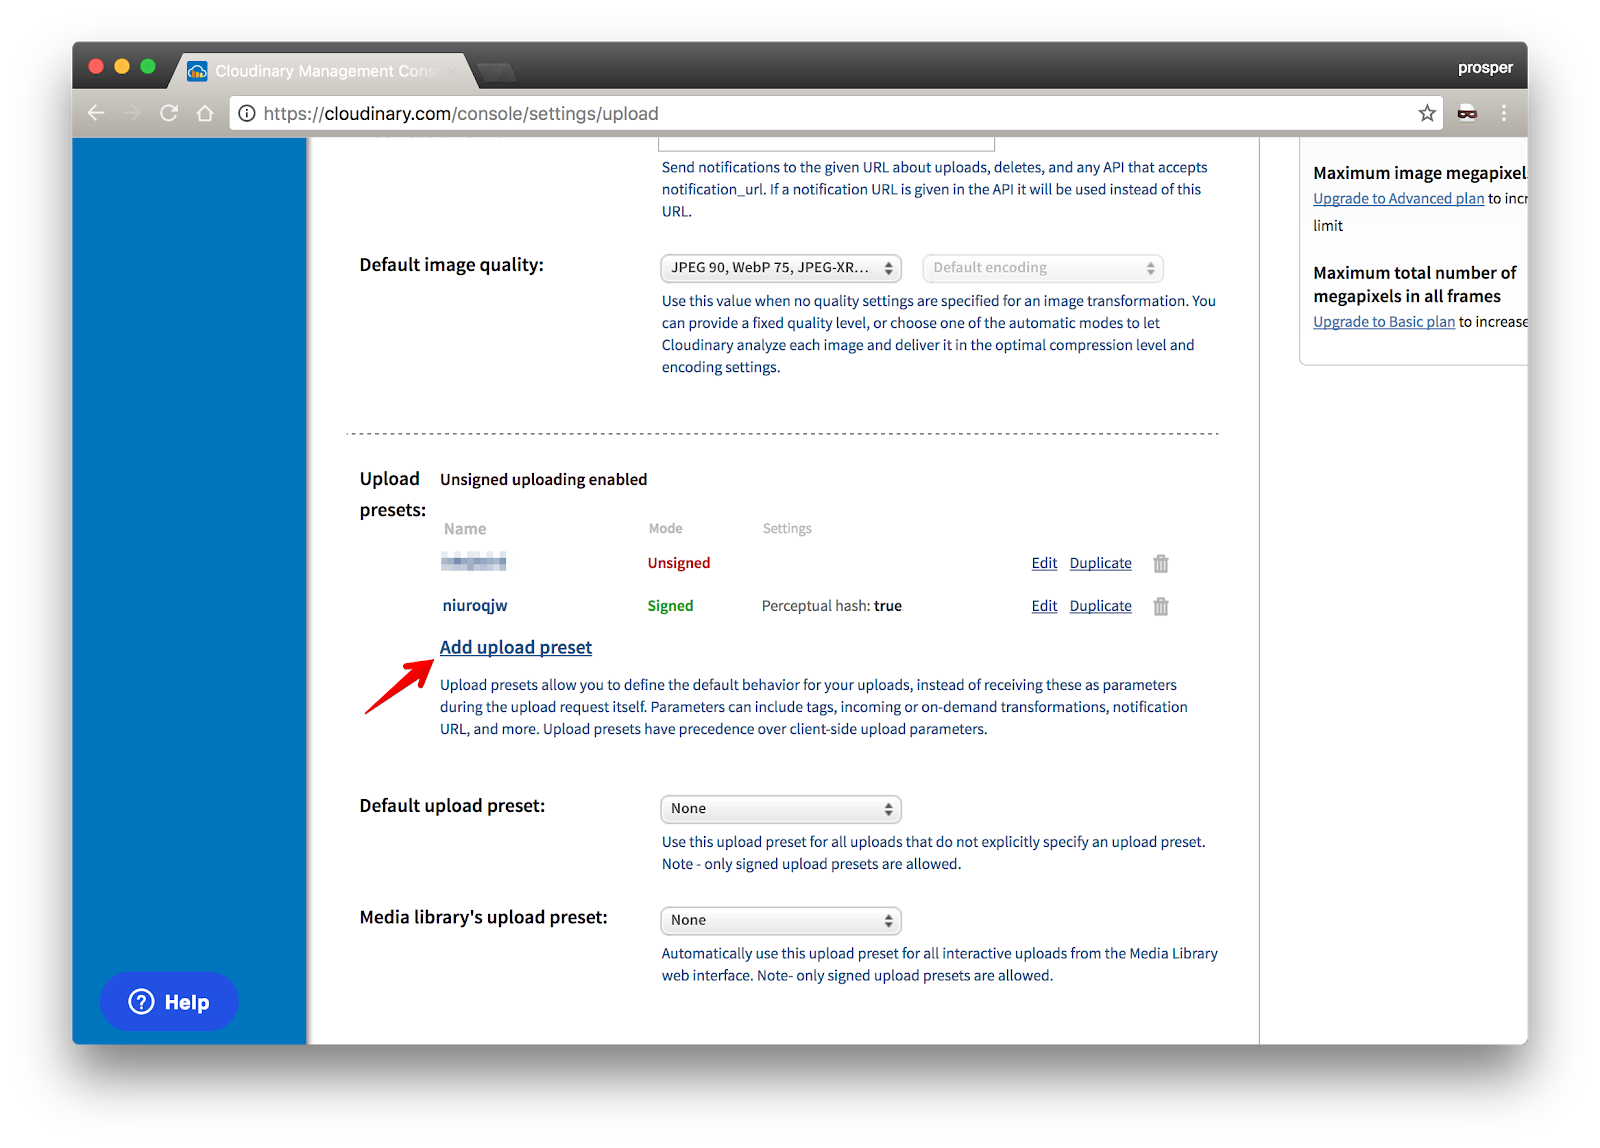 Cloudinary Management Cons
prosper
https://cloudinary.com/console/settings/upload
Send notifications to the given URL about uploads, deletes, and any API that accepts
notification_url. If a notification URL is given in the API it will be used instead of this
URL.
Maximum image megapixels
Upgrade to Advanced plan to incr
limit
Maximum total number of
megapixels in all frames
Upgrade to Basic plan to increase
Default image quality:
JPEG 90, WebP 75, JPEG-XR...
Default encoding
Use this value when no quality settings are specified for an image transformation. You
can provide a fixed quality level, or choose one of the automatic modes to let
Cloudinary analyze each image and deliver it in the optimal compression level and
encoding settings.
Upload presets:
Unsigned uploading enabled
Name Mode Settings
Unsigned Edit Duplicate
niuroqjw Signed Perceptual hash: true Edit Duplicate
Add upload preset
Upload presets allow you to define the default behavior for your uploads, instead of receiving these as parameters
during the upload request itself. Parameters can include tags, incoming or on-demand transformations, notification
URL, and more. Upload presets have precedence over client-side upload parameters.
Default upload preset:
None
Use this upload preset for all uploads that do not explicitly specify an upload preset.
Note - only signed upload presets are allowed.
Media library's upload preset:
None
Automatically use this upload preset for all interactive uploads from the Media Library
web interface. Note- only signed upload presets are allowed.
? Help